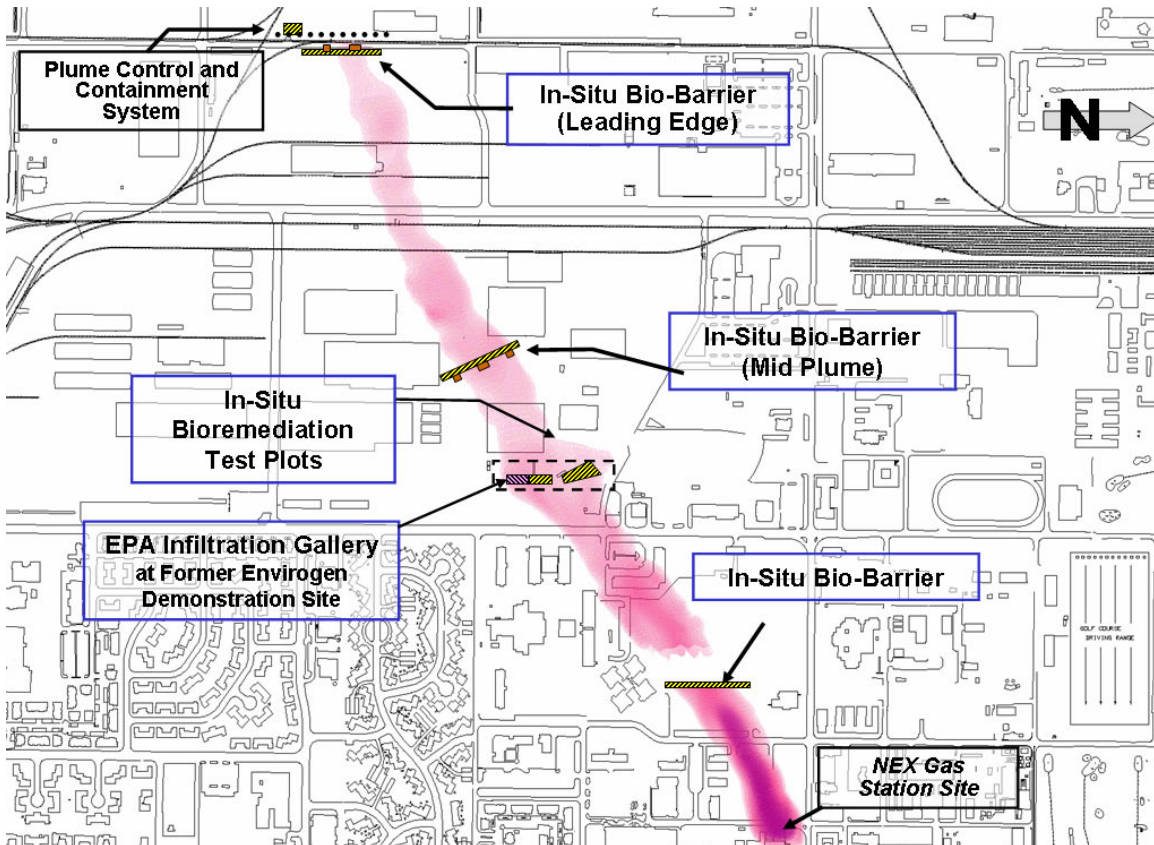 Plume Control and
Containment
System
In-Situ Bio-Barrier
(Leading Edge)
N
In-Situ Bio-Barrier
(Mid Plume)
In-Situ
Bioremediation
Test Plots
EPA Infiltration Gallery
at Former Envirogen
Demonstration Site
In-Situ Bio-Barrier
GOLF COURSE
DRIVING RANGE
NEX Gas
Station Site